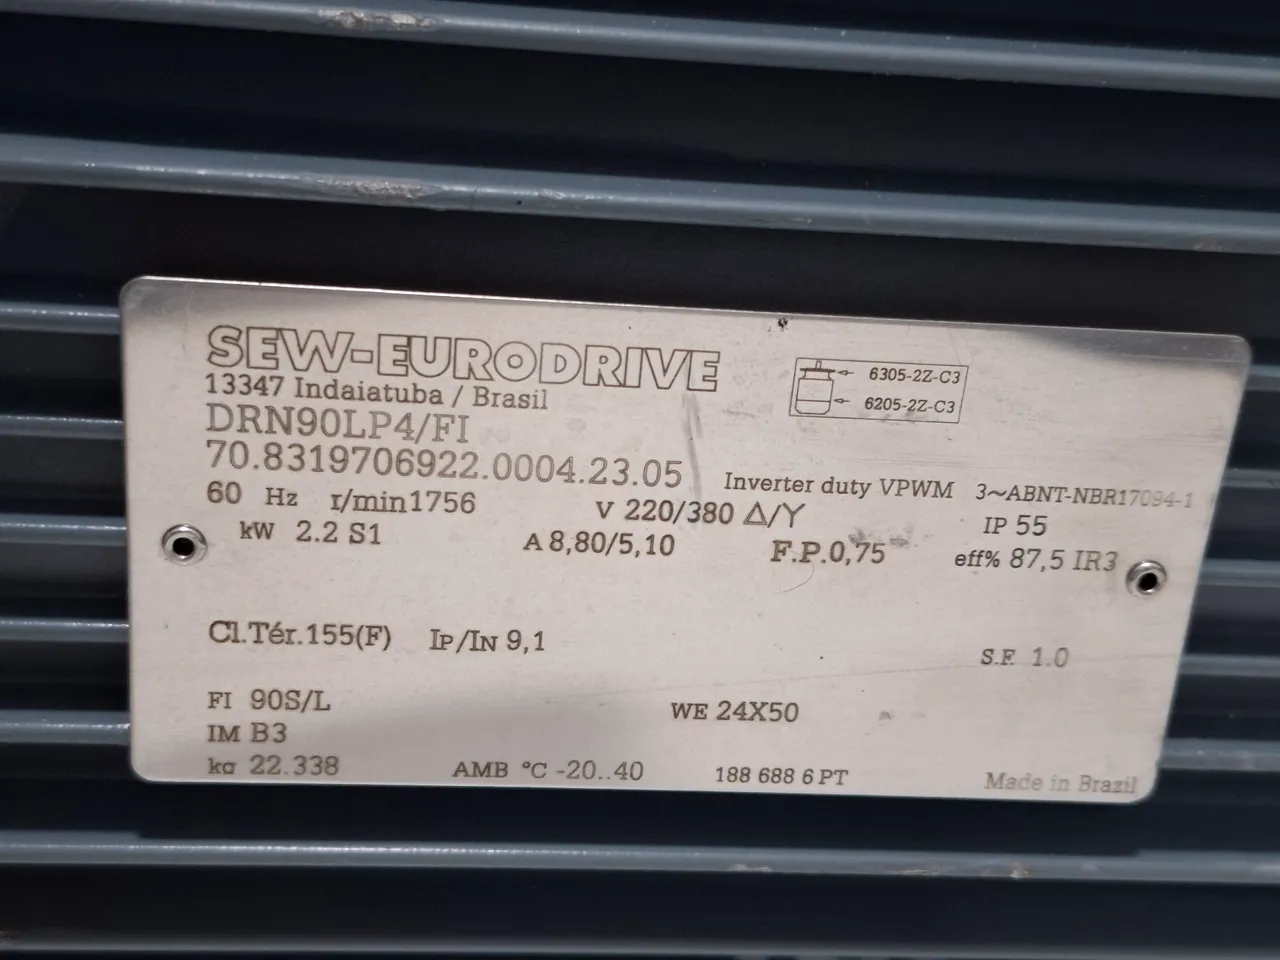 SEW-EURODRIVE
13347 Indaiatuba / Brasil
DRN90LP4/FI
70.8319706922.0004.23.05
6305-2Z-C3
6205-2Z-C3
Inverter duty VPWM 3~ABNT-NBR17094-1
60 Hz r/min1756 V 220/380 Δ/Y IP 55
kW 2.2 S1 A 8,80/5,10 F.P.0,75 eff% 87,5 IR3
Cl.Tér.155(F) IP/IN 9,1 S.F. 1.0
FI 90S/L WE 24X50
IM B3
kg 22.338 AMB °C -20..40 188 688 6 PT Made in Brazil